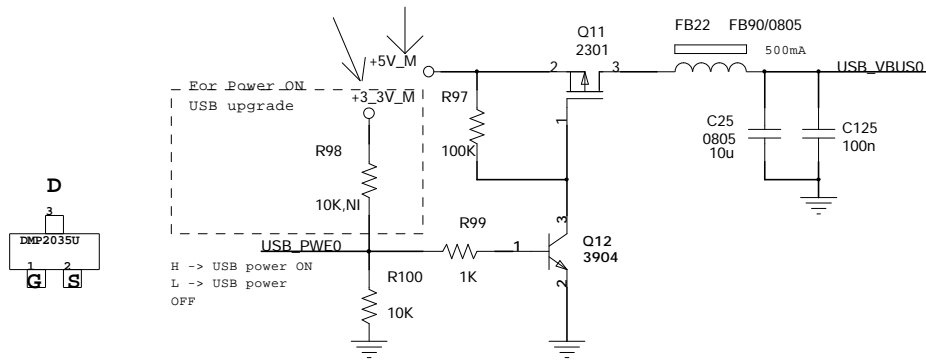 FB22 FB90/0805
500mA
Q11
2301
+5V_M
2
3
USB_VBUS0
Eor Power ON
USB upgrade
+3_3V_M
R97
100K
1
C25
0805
10u
C125
100n
R98
10K,NI
D
3
DMP2035U
1 2
G S
USB_PWE0
R99
1K
1
3
Q12
3904
2
H -> USB power ON
L -> USB power
OFF
R100
10K